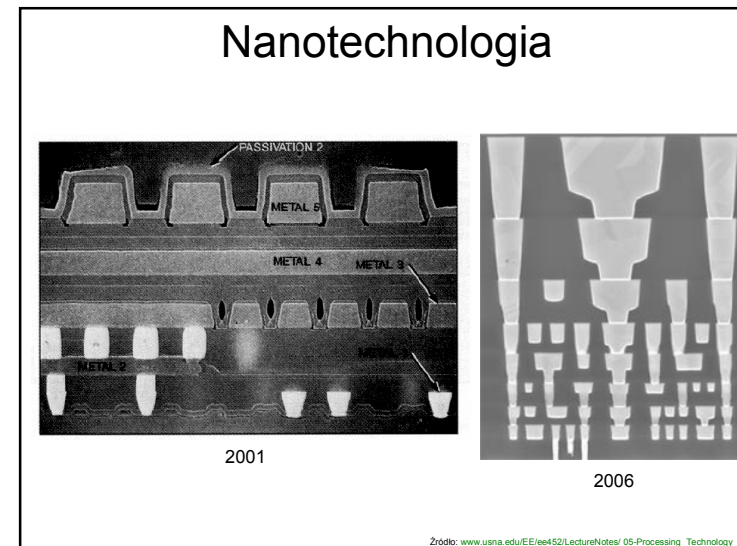 Nanotechnologia
PASSIVATION 2
METAL 5
METAL 4
METAL 3
METAL 2
2001
2006
Źródło: www.usna.edu/EE/ee452/LectureNotes/ 05-Processing_Technology